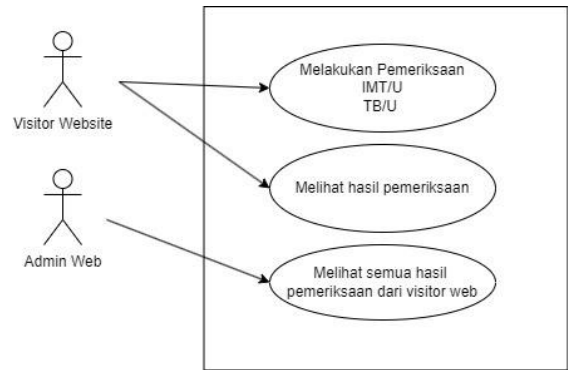 Melakukan Pemeriksaan
IMT/U
TB/U
Visitor Website
Melihat hasil pemeriksaan
Admin Web
Melihat semua hasil
pemeriksaan dari visitor web